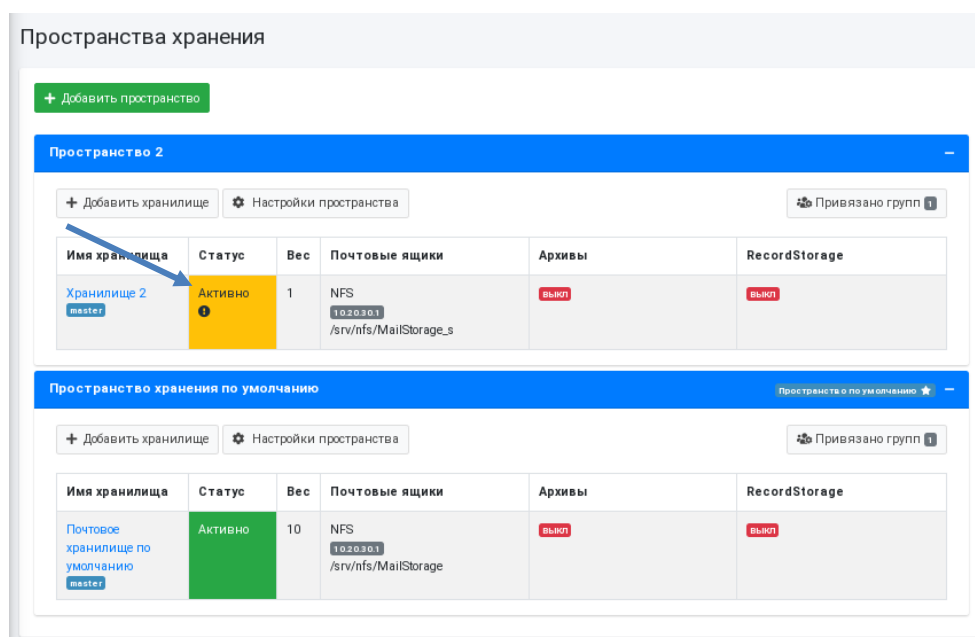 Пространства хранения
Добавить пространство
Пространство 2
Добавить хранилище Настройки пространства Привязано групп 1
Имя хранилища Статус Вес Почтовые ящики Архивы RecordStorage
Хранилище 2 Активно 1 NFS ВЫКЛ ВЫКЛ
master 10.20.30.1
/srv/nfs/MailStorage_s
Пространство хранения по умолчанию Пространство по умолчанию
Добавить хранилище Настройки пространства Привязано групп 1
Имя хранилища Статус Вес Почтовые ящики Архивы RecordStorage
Почтовое Активно 10 NFS ВЫКЛ ВЫКЛ
хранилище по 10.20.30.1
умолчанию /srv/nfs/MailStorage
master